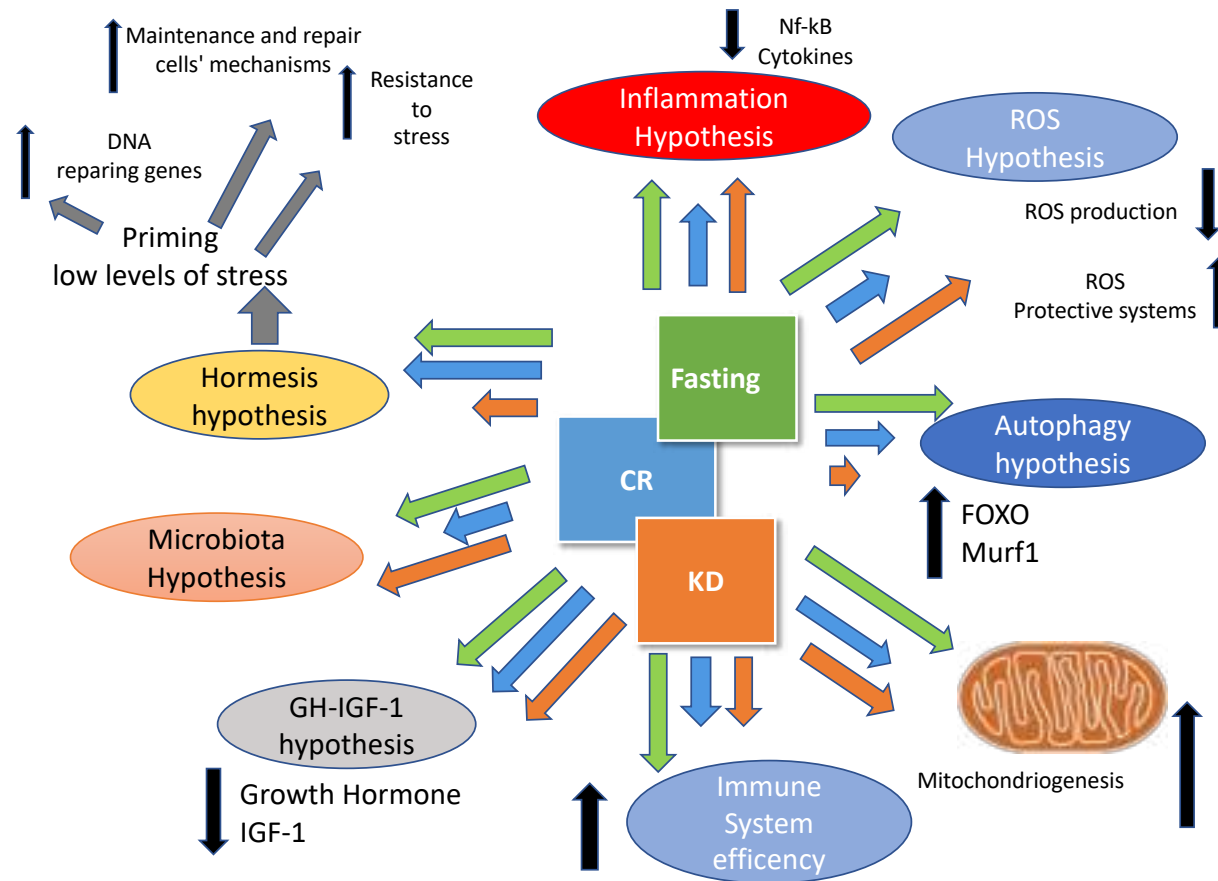 Maintenance and repair
cells' mechanisms
Resistance
to
stress
DNA
reparing genes
Priming
low levels of stress
Nf-kB
Cytokines
Inflammation
Hypothesis
ROS
Hypothesis
ROS production
ROS
Protective systems
Hormesis
hypothesis
Fasting
CR
KD
Autophagy
hypothesis
FOXO
Murf1
Microbiota
Hypothesis
GH-IGF-1
hypothesis
Growth Hormone
IGF-1
Immune
System
efficency
Mitochondriogenesis